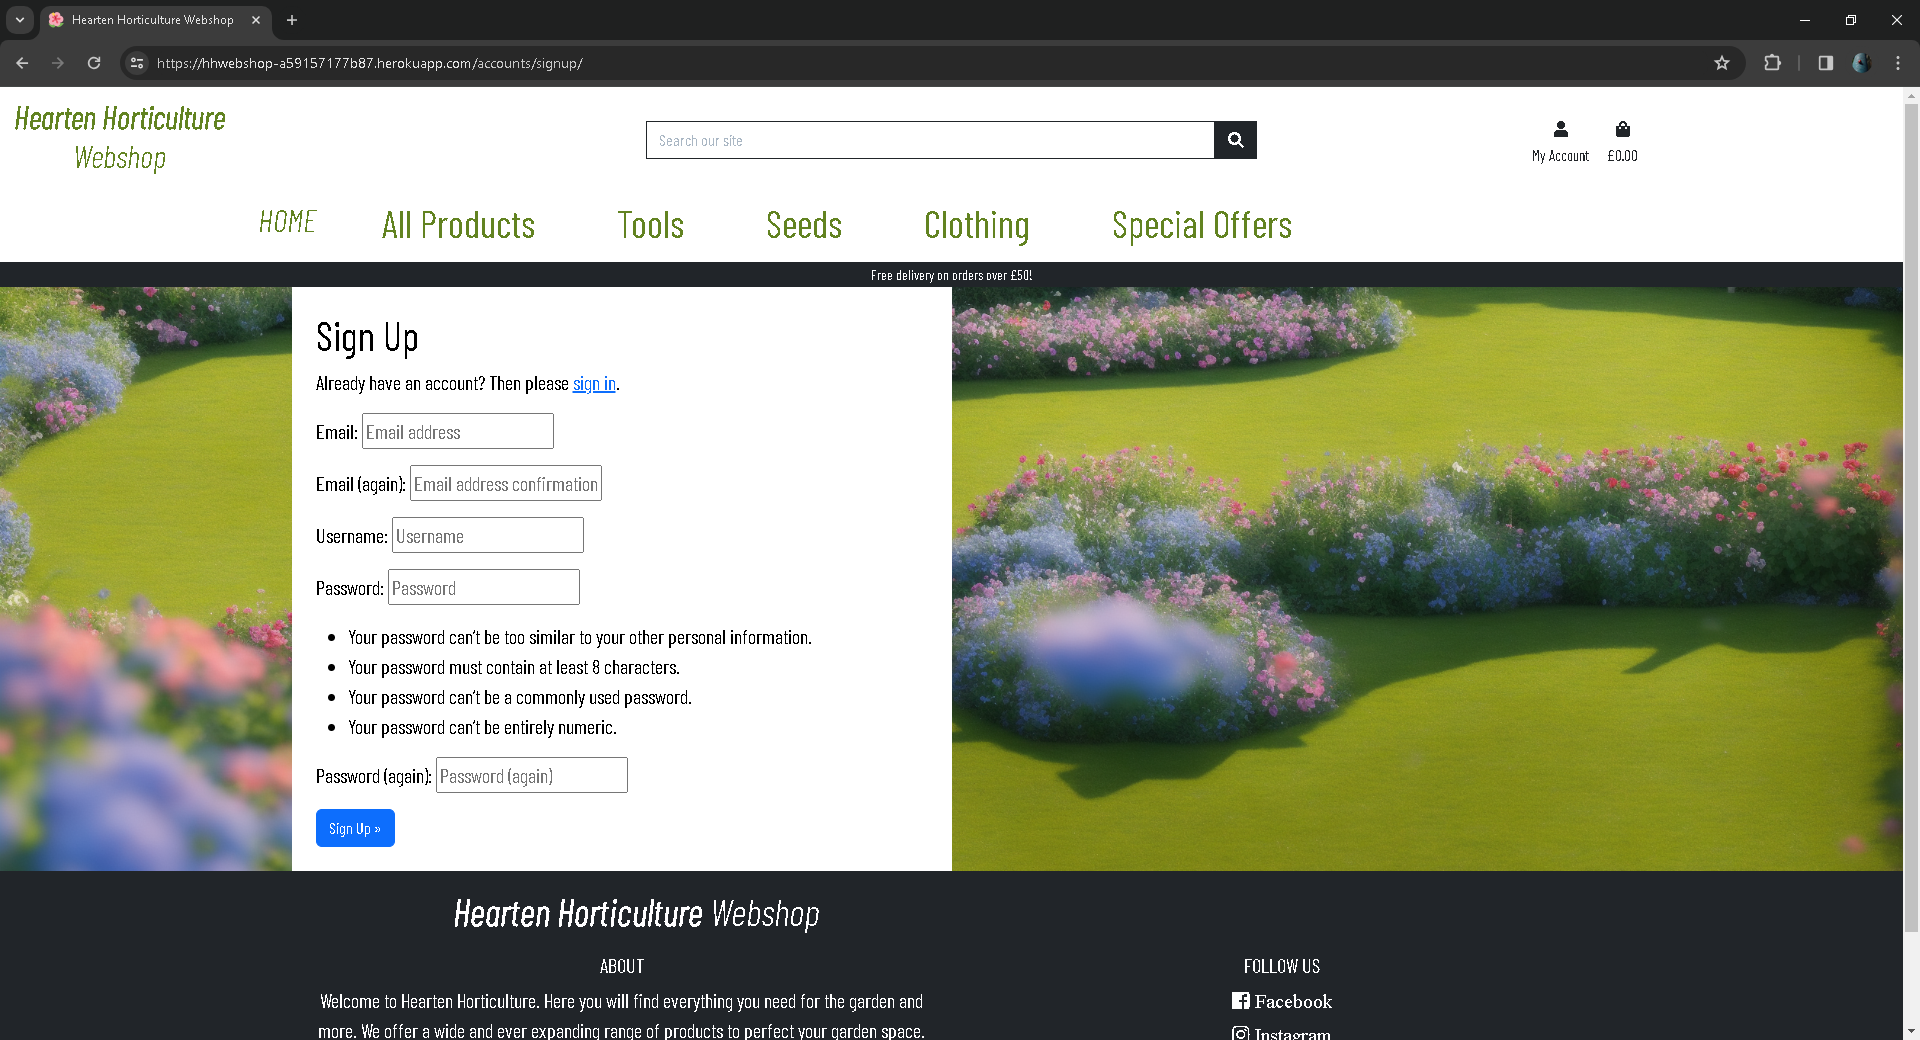 Hearten Horticulture Webshop
https://hhwebshop-a59157177b87.herokuapp.com/accounts/signup/
Hearten Horticulture
Webshop
Search our site
My Account
£0.00
HOME
All Products
Tools
Seeds
Clothing
Special Offers
Free delivery on orders over £50!
Sign Up
Already have an account? Then please sign in.
Email: Email address
Email (again): Email address confirmation
Username: Username
Password: Password
Your password can't be too similar to your other personal information.
Your password must contain at least 8 characters.
Your password can't be a commonly used password.
Your password can't be entirely numeric.
Password (again): Password (again)
Sign Up »
Hearten Horticulture Webshop
ABOUT
Welcome to Hearten Horticulture. Here you will find everything you need for the garden and
more. We offer a wide and ever expanding range of products to perfect your garden space.
FOLLOW US
Facebook
Instagram